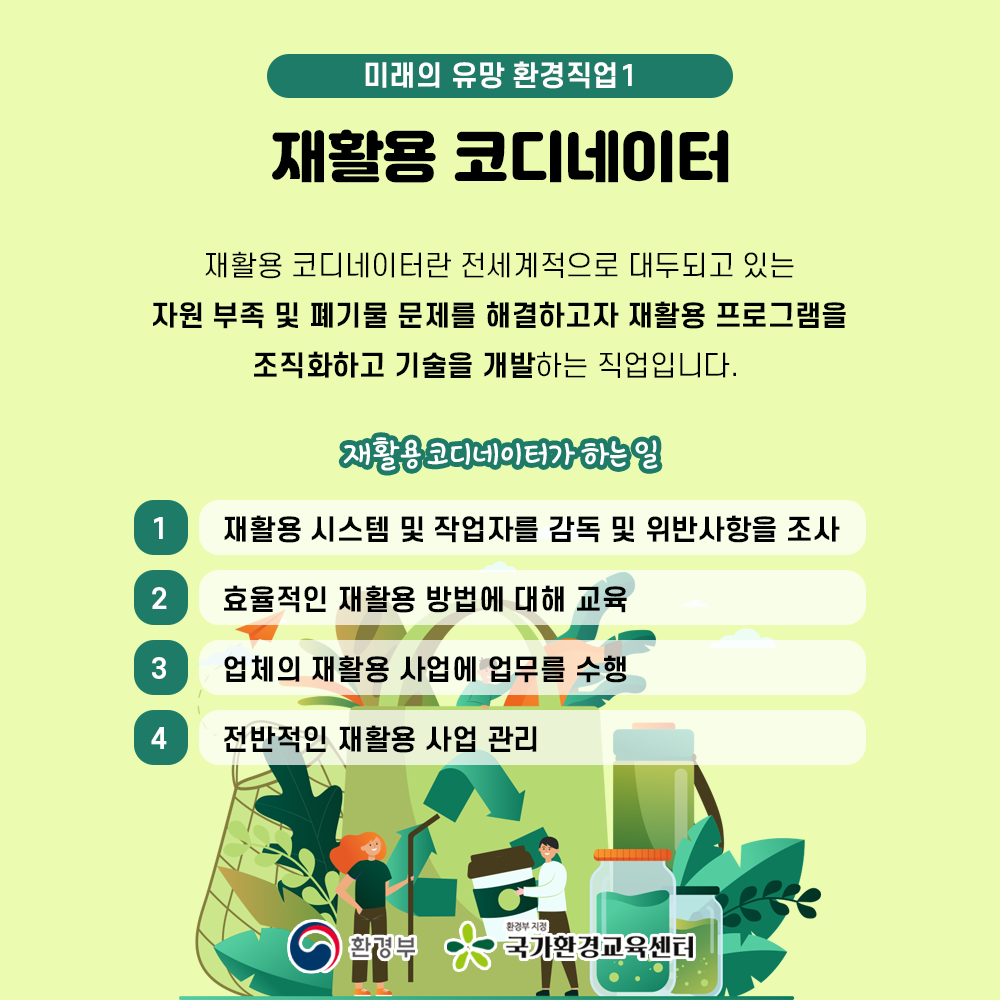 미래의 유망 환경직업1
재활용 코디네이터
재활용 코디네이터란 전세계적으로 대두되고 있는
자원 부족 및 폐기물 문제를 해결하고자 재활용 프로그램을
조직화하고 기술을 개발하는 직업입니다.
재활용 코디네이터가 하는 일
1 재활용 시스템 및 작업자를 감독 및 위반사항을 조사
2 효율적인 재활용 방법에 대해 교육
3 업체의 재활용 사업에 업무를 수행
4 전반적인 재활용 사업 관리
환경부
환경부 지정
국가환경교육센터